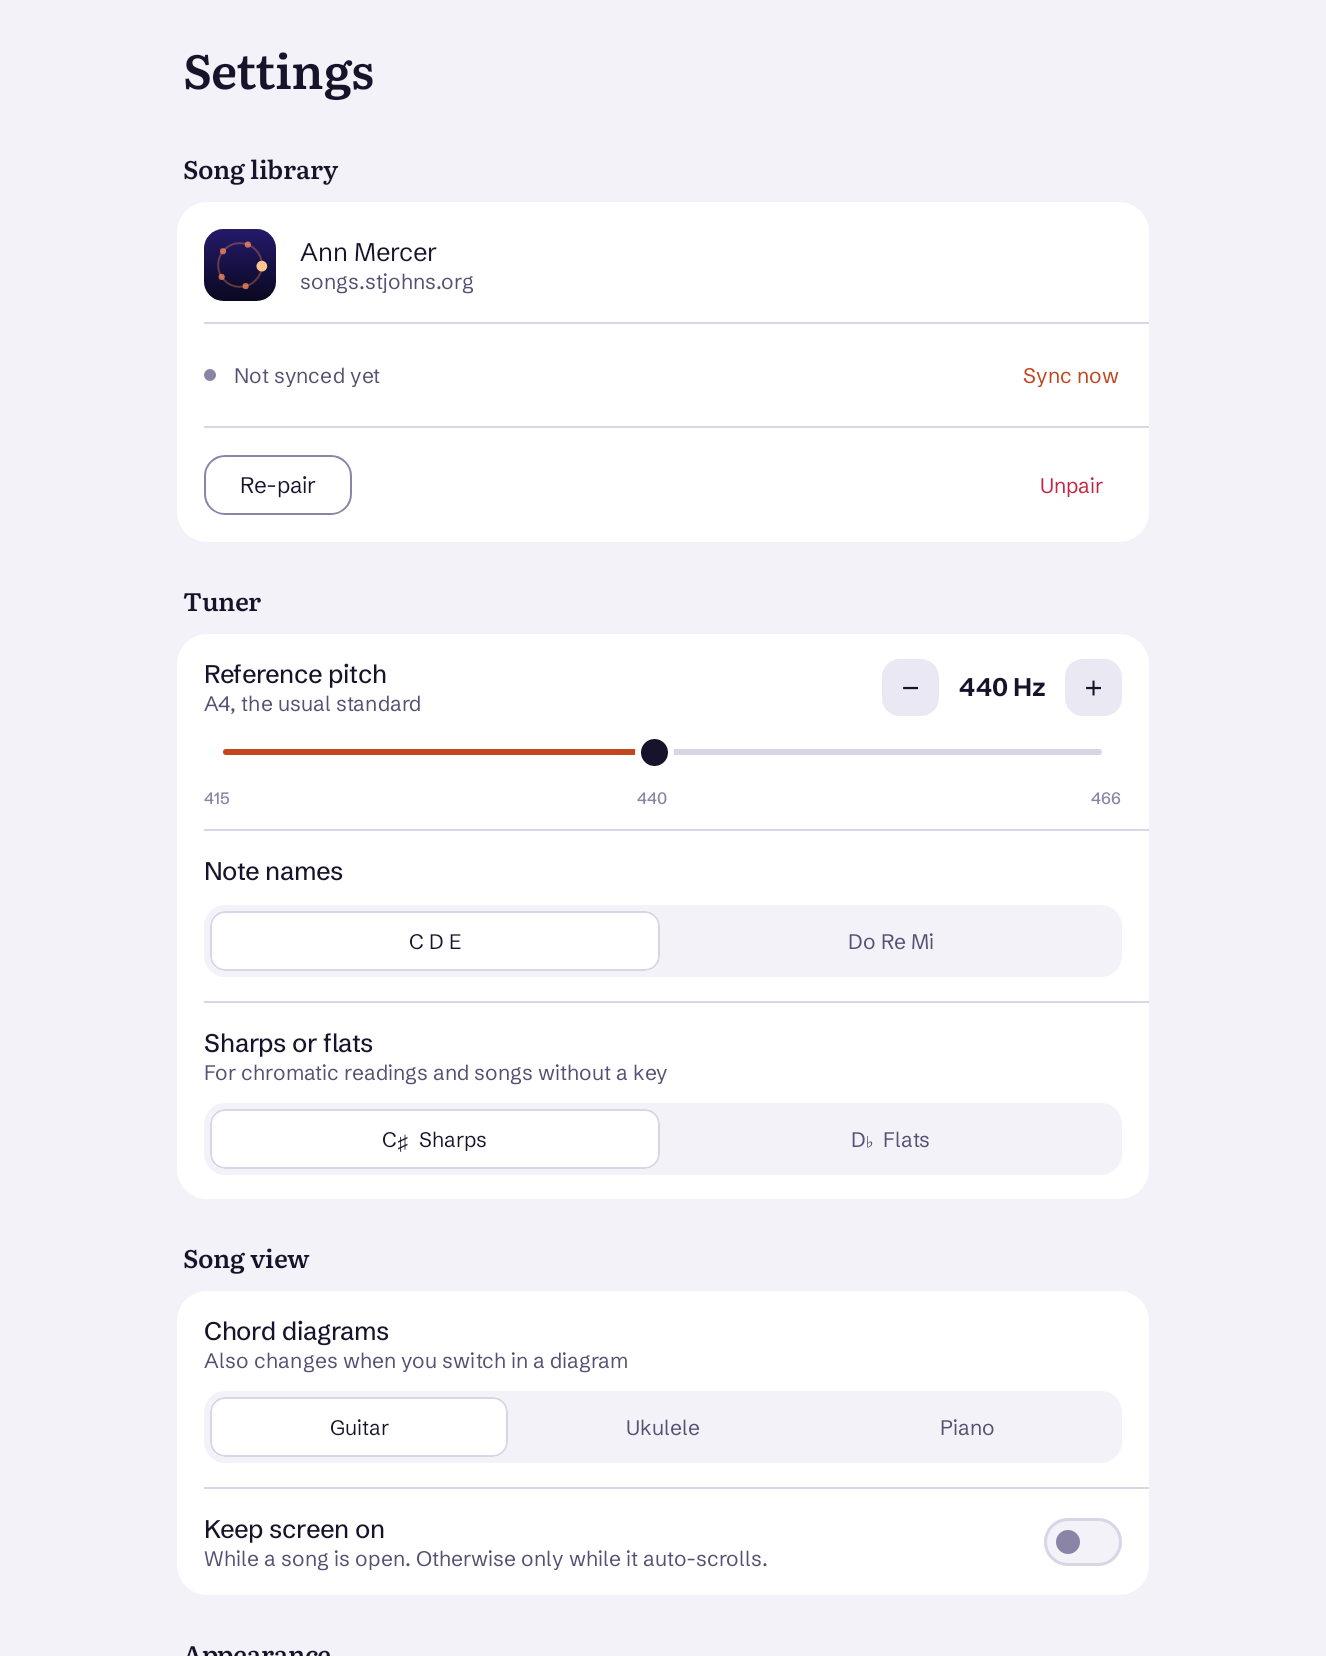 Settings
Song library
Ann Mercer
songs.stjohns.org
Not synced yet
Sync now
Re-pair
Unpair
Tuner
Reference pitch
A4, the usual standard
− 440 Hz +
415 440 466
Note names
C D E
Do Re Mi
Sharps or flats
For chromatic readings and songs without a key
C♯ Sharps
D♭ Flats
Song view
Chord diagrams
Also changes when you switch in a diagram
Guitar
Ukulele
Piano
Keep screen on
While a song is open. Otherwise only while it auto-scrolls.
Appearance